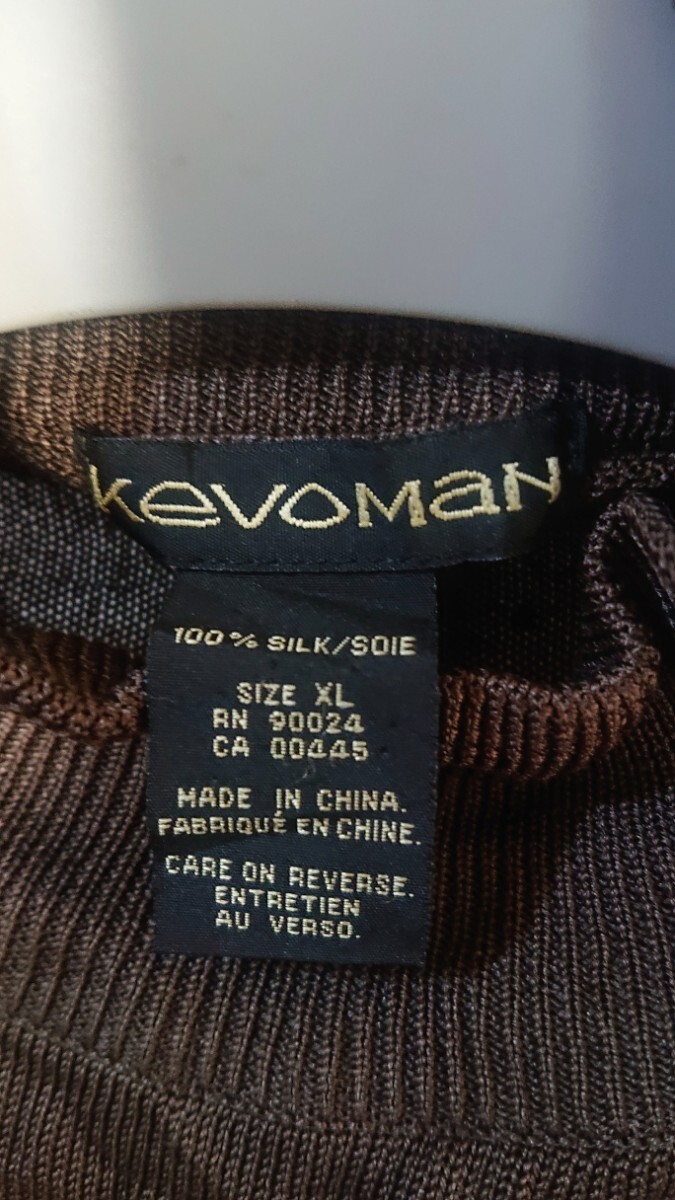 KevoMaN
100% SILK/SOIE
SIZE XL
RN 90024
CA 00445
MADE IN CHINA.
FABRIQUÉ EN CHINE.
CARE ON REVERSE.
ENTRETIEN
AU VERSO.